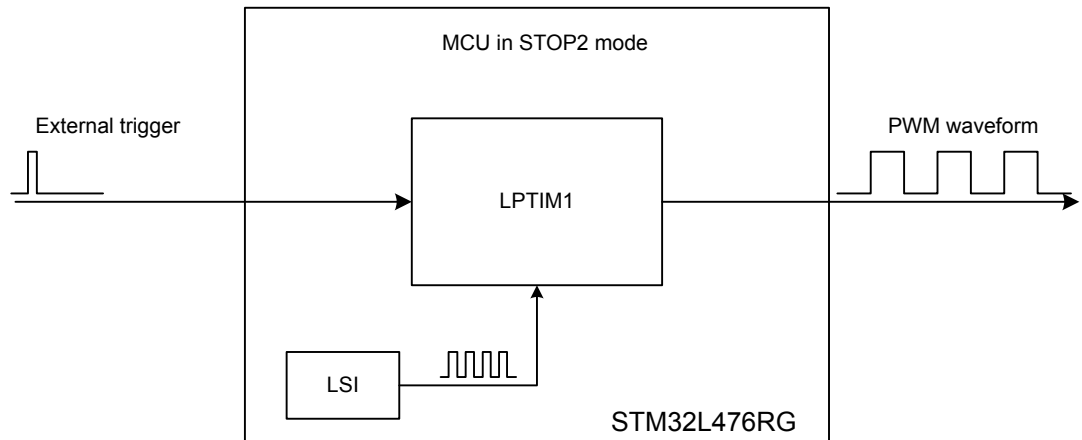 MCU in STOP2 mode
External trigger
PWM waveform
LPTIM1
LSI
STM32L476RG